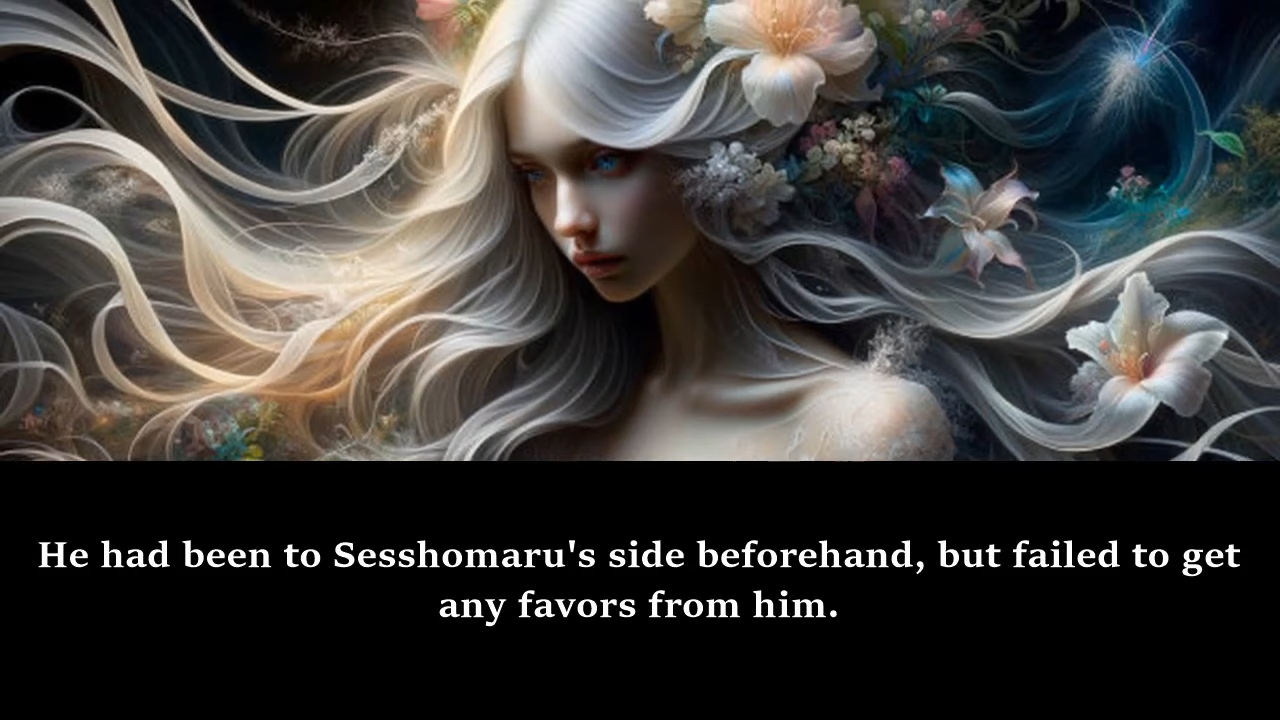 He had been to Sesshomaru's side beforehand, but failed to get
any favors from him.